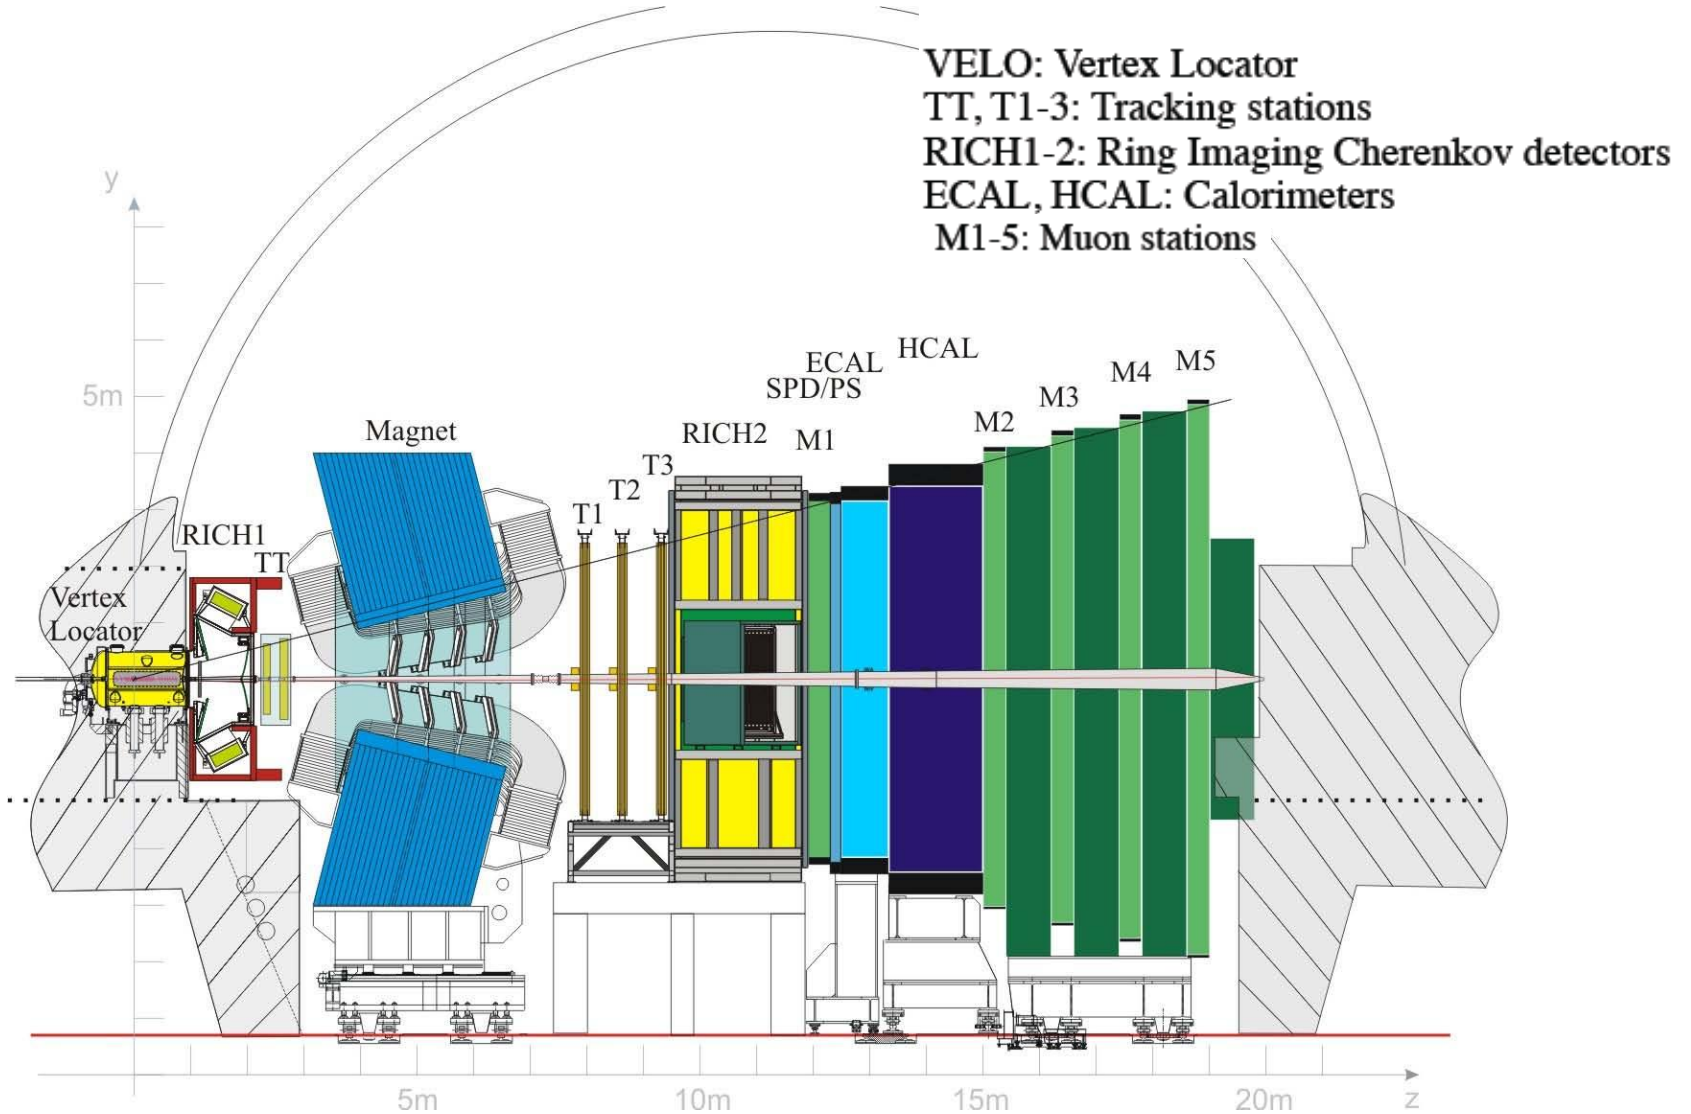 VELO: Vertex Locator
TT, T1-3: Tracking stations
RICH1-2: Ring Imaging Cherenkov detectors
ECAL, HCAL: Calorimeters
M1-5: Muon stations
y
5m
HCAL
ECAL
SPD/PS
M5
M4
M3
M2
Magnet
RICH2
M1
T3
T2
T1
RICH1
TT
Vertex
Locator
5m
10m
15m
20m
z